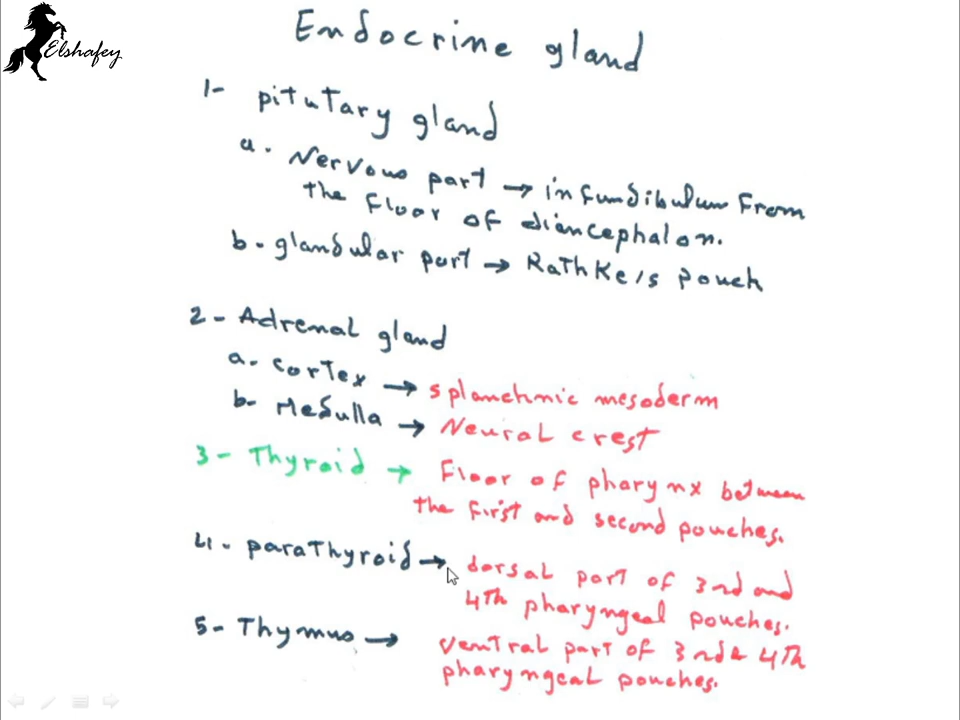 Elshafey
Endocrine gland
1- pitutary gland
a. Nervous part → infundibulum From
the floor of diencephalon.
b- glandular part → RathKe's pouch
2- Adrenal gland
a- cortex → splanchnic mesoderm
b- Medulla → Neural crest
3- Thyroid → Floor of pharynx between
the first and second pouches.
4- paraThyroid → dorsal part of 3rd and
4Th pharyngeal pouches.
5- Thymus → ventral part of 3rd & 4Th
pharyngeal pouches.